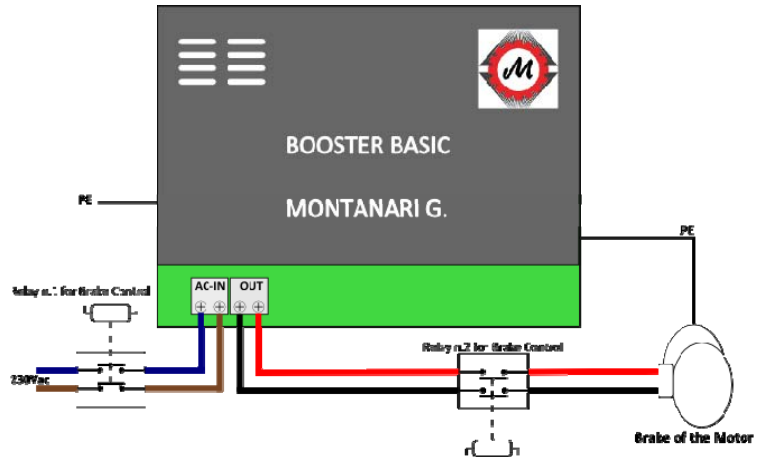 M
BOOSTER BASIC
MONTANARI G.
PE
PE
AC-IN OUT
Relay n.1 for Brake Control
230Vac
Relay n.2 for Brake Control
Brake of the Motor